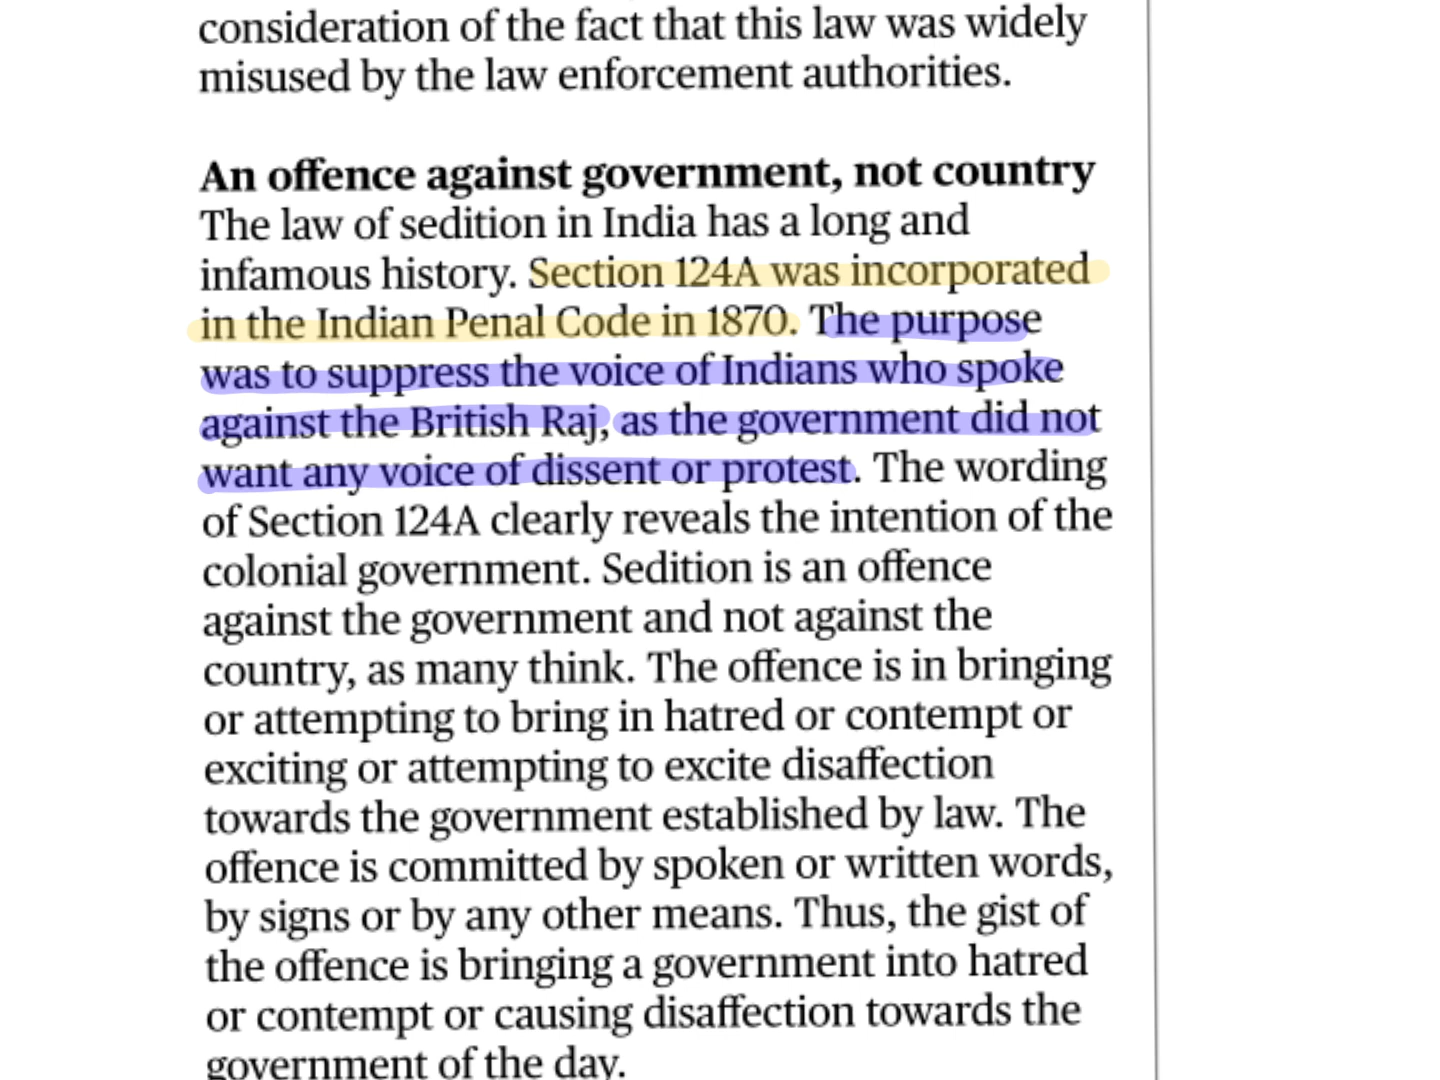 consideration of the fact that this law was widely
misused by the law enforcement authorities.
An offence against government, not country
The law of sedition in India has a long and
infamous history. Section 124A was incorporated
in the Indian Penal Code in 1870. The purpose
was to suppress the voice of Indians who spoke
against the British Raj, as the government did not
want any voice of dissent or protest. The wording
of Section 124A clearly reveals the intention of the
colonial government. Sedition is an offence
against the government and not against the
country, as many think. The offence is in bringing
or attempting to bring in hatred or contempt or
exciting or attempting to excite disaffection
towards the government established by law. The
offence is committed by spoken or written words,
by signs or by any other means. Thus, the gist of
the offence is bringing a government into hatred
or contempt or causing disaffection towards the
government of the day.